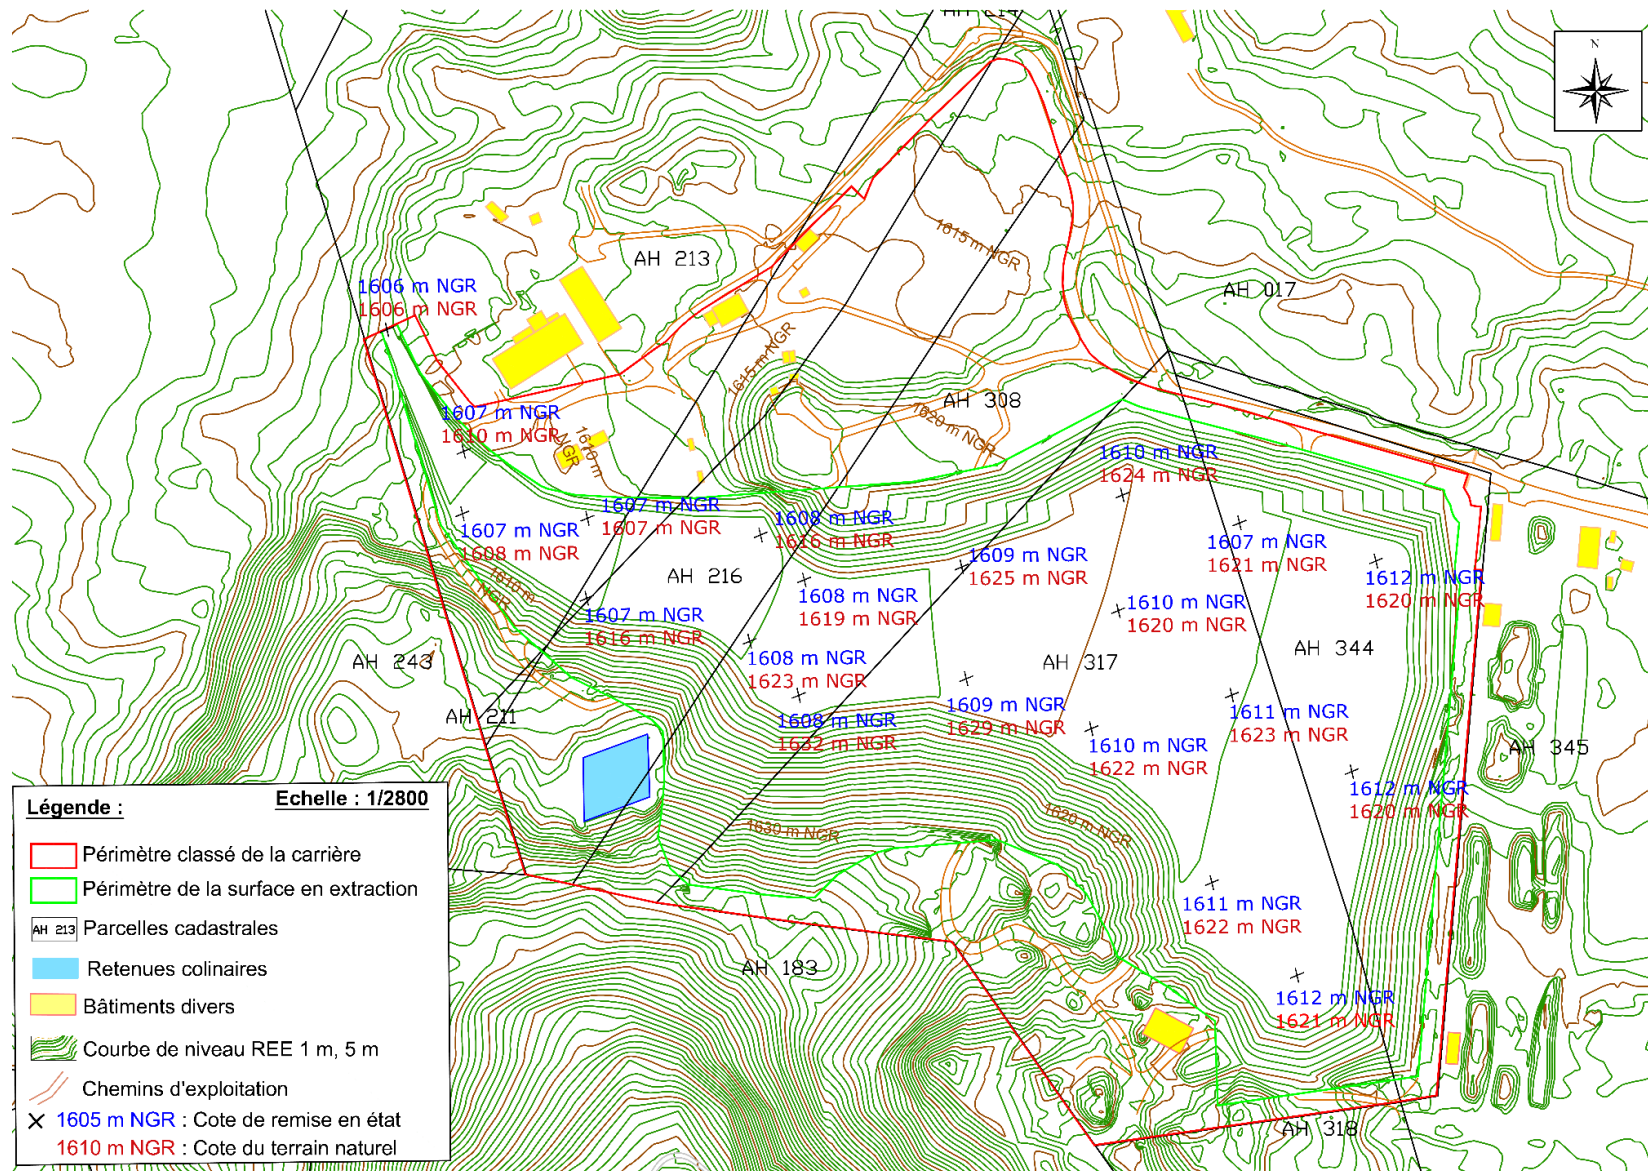 AH 214
N
1615 m NGR
AH 213
AH 017
1606 m NGR
1606 m NGR
1615 m NGR
AH 308
1620 m NGR
1607 m NGR
1610 m NGR
1610 m
NGR
1610 m NGR
1624 m NGR
1607 m NGR
1607 m NGR
1608 m NGR
1616 m NGR
1607 m NGR
1608 m NGR
1607 m NGR
1621 m NGR
1609 m NGR
1625 m NGR
1612 m NGR
1620 m NGR
AH 216
1610 m
NGR
1608 m NGR
1619 m NGR
1610 m NGR
1620 m NGR
1607 m NGR
1616 m NGR
AH 243
1608 m NGR
1623 m NGR
AH 317
AH 344
AH 211
1608 m NGR
1632 m NGR
1609 m NGR
1629 m NGR
1611 m NGR
1623 m NGR
1610 m NGR
1622 m NGR
AH 345
1612 m NGR
1620 m NGR
1630 m NGR
1620 m NGR
1611 m NGR
1622 m NGR
AH 183
1612 m NGR
1621 m NGR
AH 318
Légende :
Echelle : 1/2800
Périmètre classé de la carrière
Périmètre de la surface en extraction
AH 213 Parcelles cadastrales
Retenues colinaires
Bâtiments divers
Courbe de niveau REE 1 m, 5 m
Chemins d'exploitation
1605 m NGR : Cote de remise en état
1610 m NGR : Cote du terrain naturel